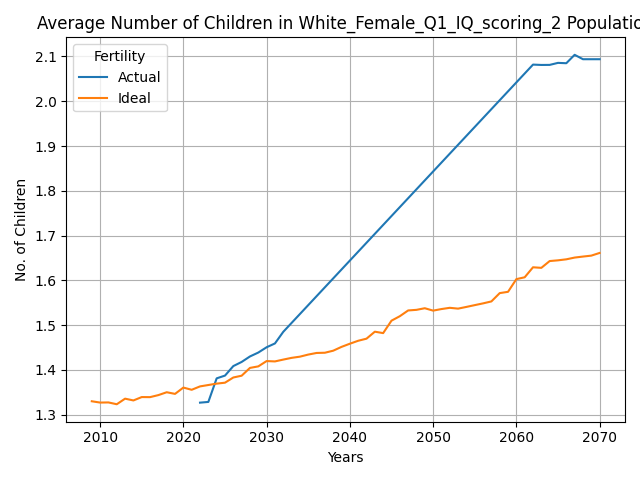 Average Number of Children in White_Female_Q1_IQ_scoring_2 Populatio
Fertility
Actual
Ideal
No. of Children
2.1
2.0
1.9
1.8
1.7
1.6
1.5
1.4
1.3
2010 2020 2030 2040 2050 2060 2070
Years